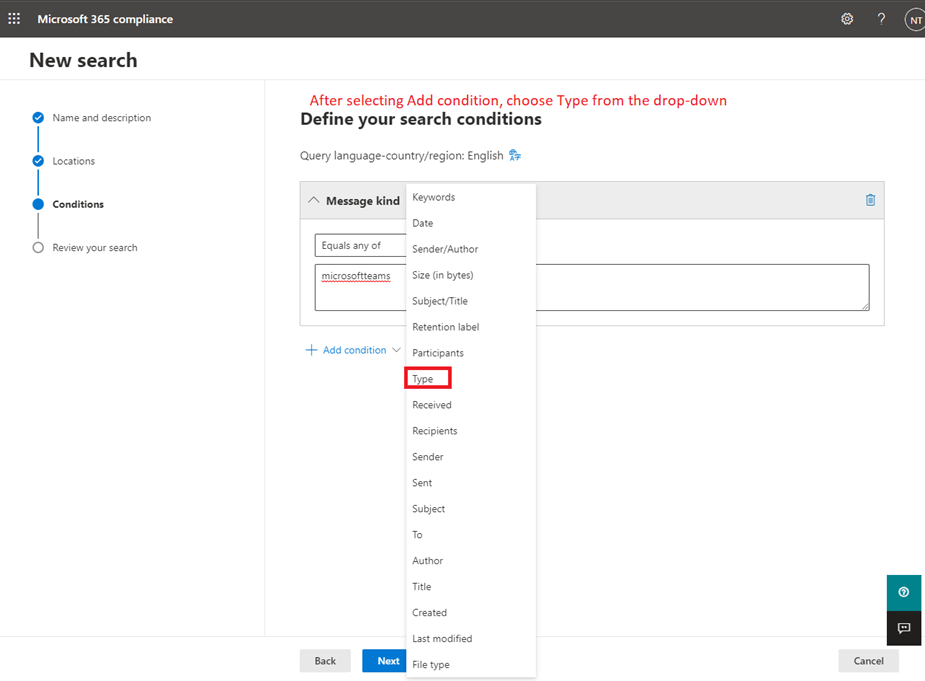 Microsoft 365 compliance
?
NT
New search
Name and description
Locations
Conditions
Review your search
After selecting Add condition, choose Type from the drop-down
Define your search conditions
Query language-country/region: English
Message kind
Equals any of
microsoftteams
Add condition
Keywords
Date
Sender/Author
Size (in bytes)
Subject/Title
Retention label
Participants
Type
Received
Recipients
Sender
Sent
Subject
To
Author
Title
Created
Last modified
File type
Back
Next
Cancel